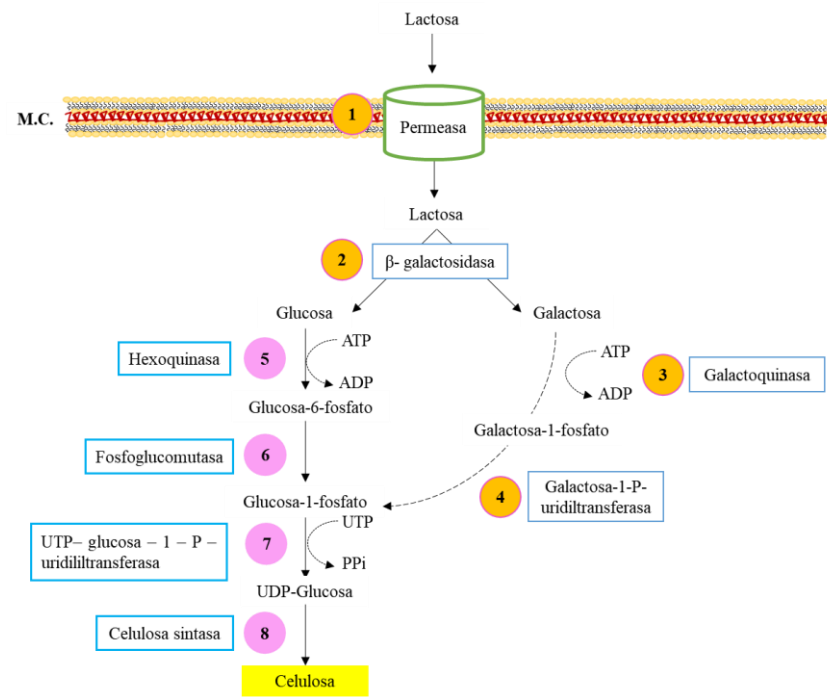 Lactosa
M.C.
1
Permeasa
Lactosa
2
β- galactosidasa
Glucosa
Galactosa
Hexoquinasa
5
ATP
ADP
ATP
ADP
3
Galactoquinasa
Glucosa-6-fosfato
Galactosa-1-fosfato
Fosfoglucomutasa
6
4
Galactosa-1-P-
uridiltransferasa
Glucosa-1-fosfato
UTP– glucosa – 1 – P –
uridililtransferasa
7
UTP
PPi
UDP-Glucosa
Celulosa sintasa
8
Celulosa